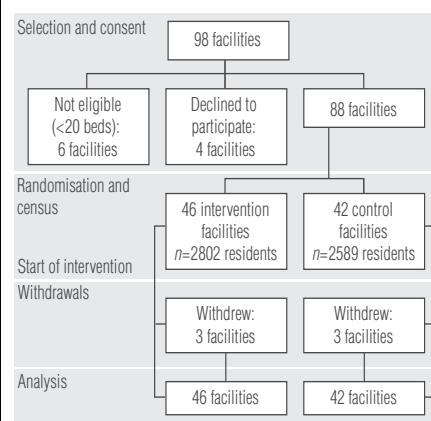 Selection and consent
98 facilities
Not eligible
(<20 beds):
6 facilities
Declined to
participate:
4 facilities
88 facilities
Randomisation and
census
46 intervention
facilities
n=2802 residents
42 control
facilities
n=2589 residents
Start of intervention
Withdrawals
Withdrew:
3 facilities
Withdrew:
3 facilities
Analysis
46 facilities
42 facilities